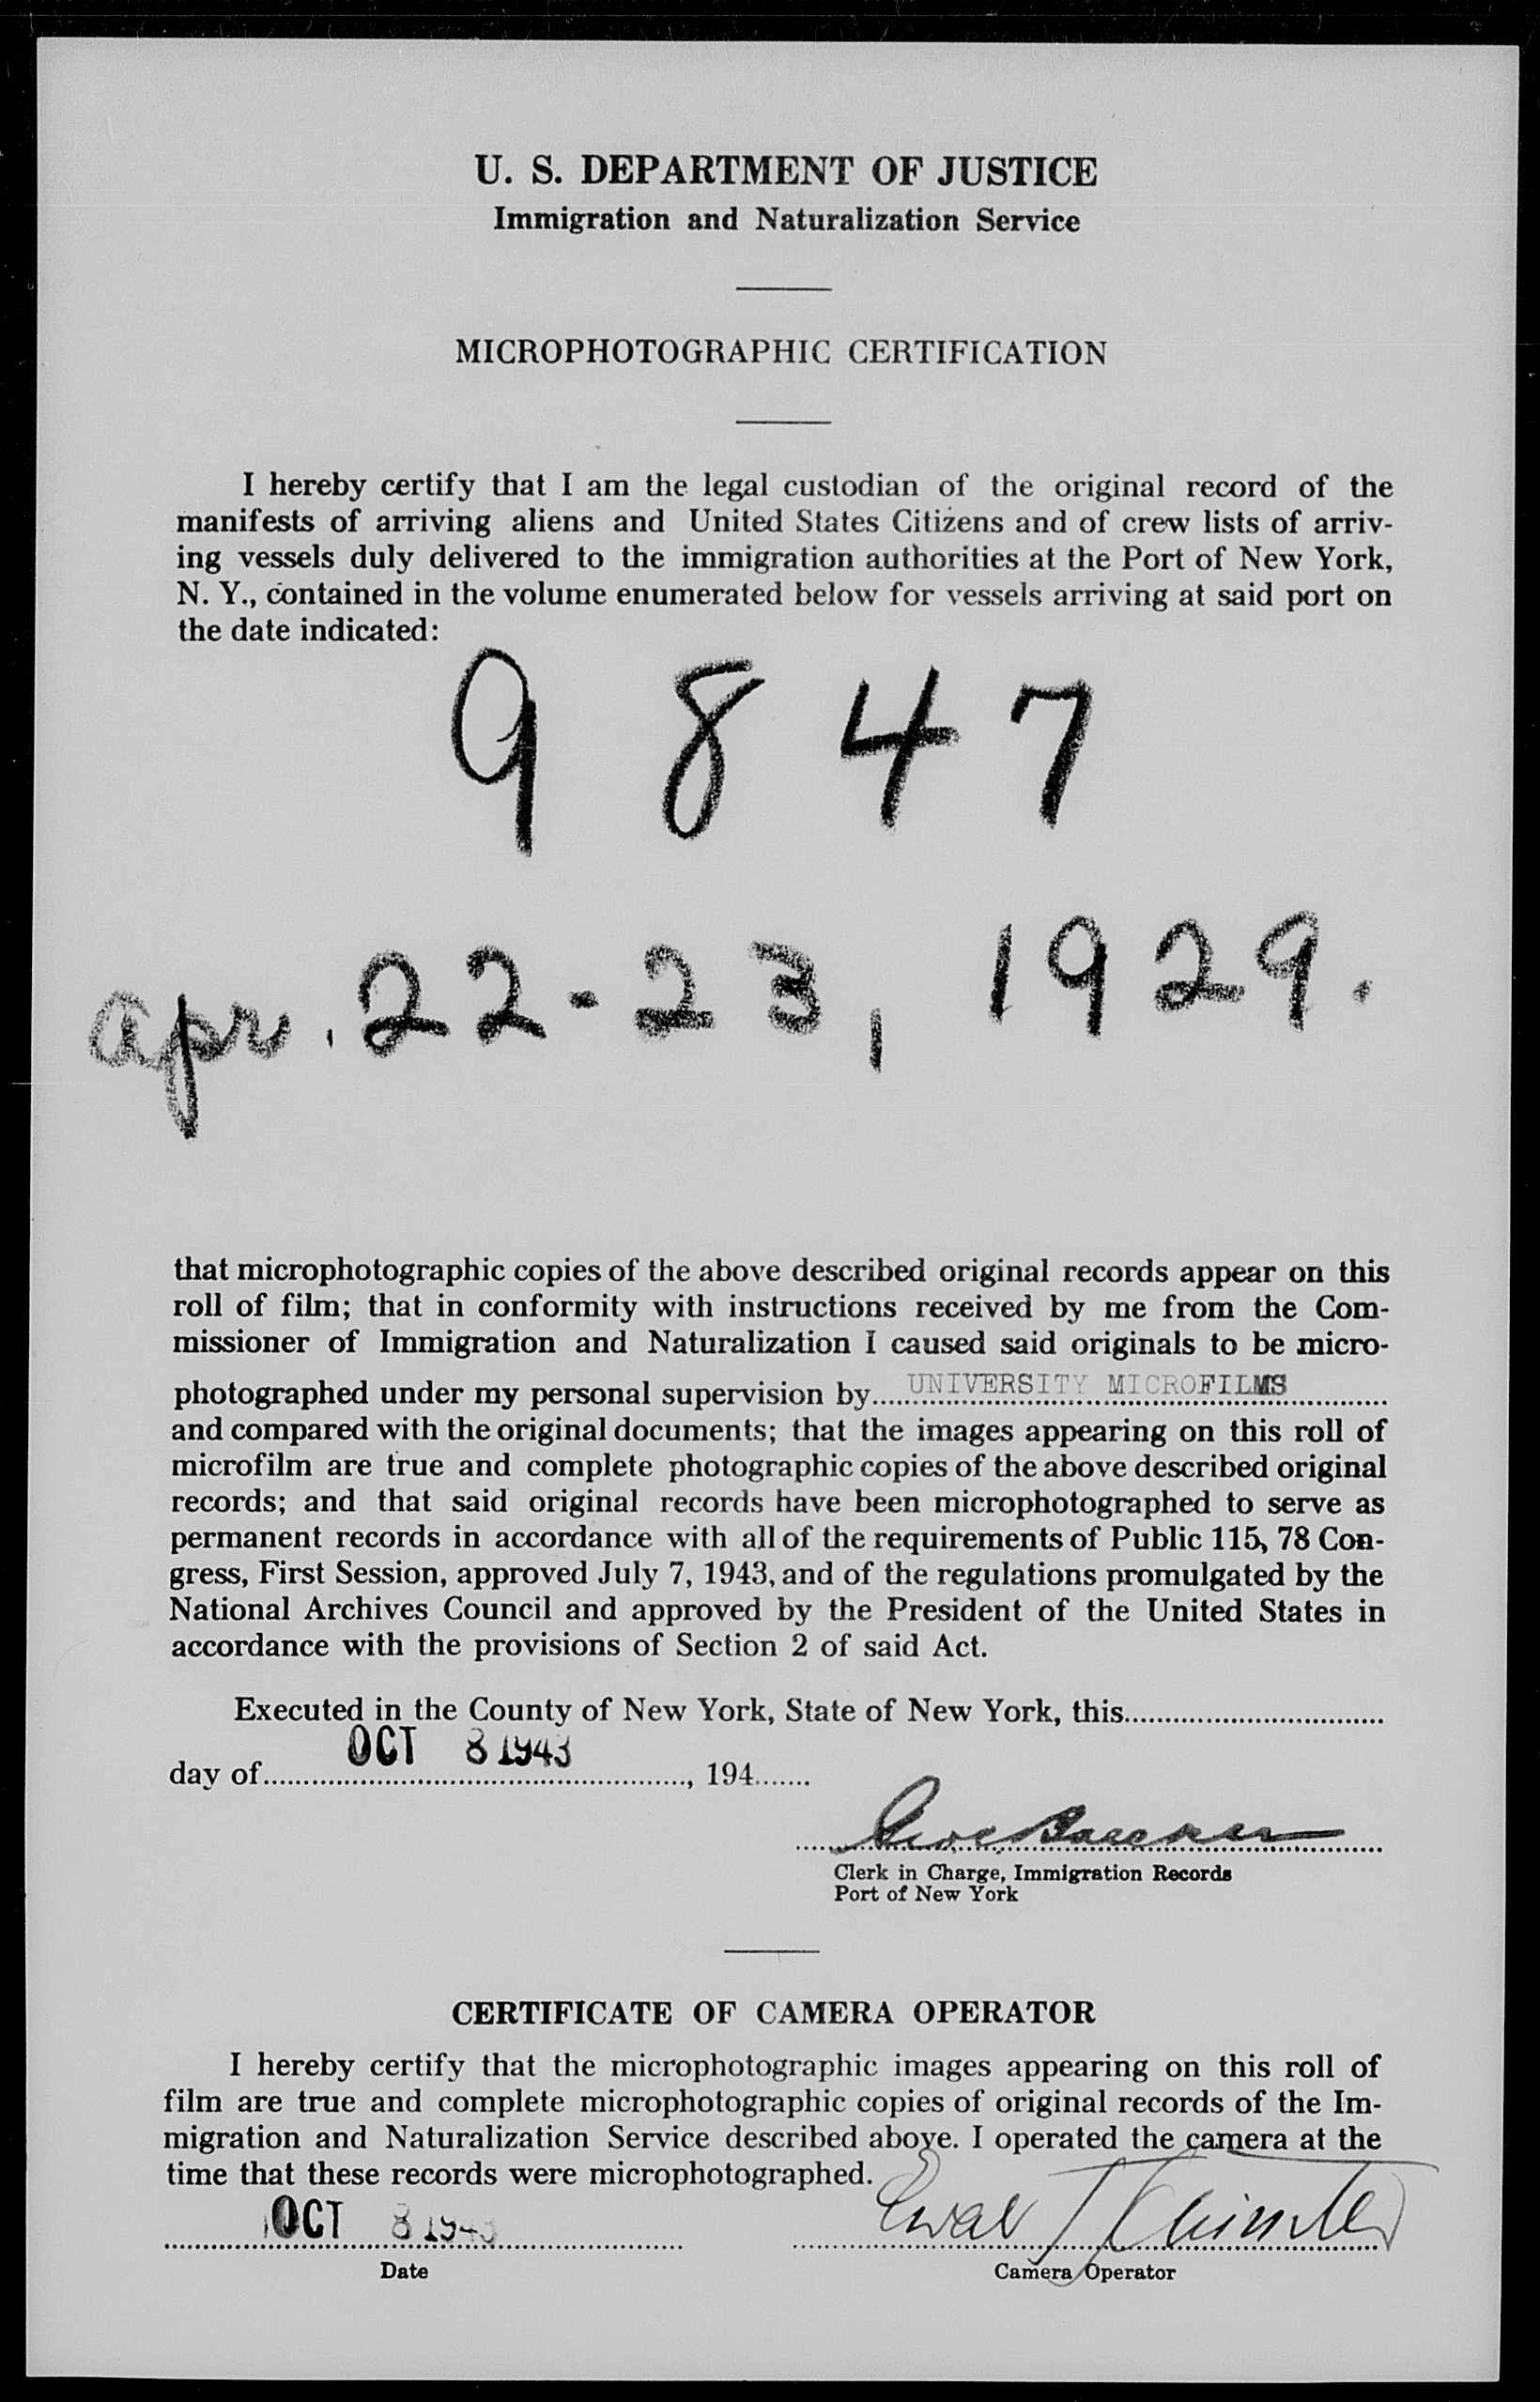 U. S. DEPARTMENT OF JUSTICE
Immigration and Naturalization Service
MICROPHOTOGRAPHIC CERTIFICATION
I hereby certify that I am the legal custodian of the original record of the
manifests of arriving aliens and United States Citizens and of crew lists of arriv-
ing vessels duly delivered to the immigration authorities at the Port of New York,
N. Y., contained in the volume enumerated below for vessels arriving at said port on
the date indicated:
9847
apr. 22-23, 1929.
that microphotographic copies of the above described original records appear on this
roll of film; that in conformity with instructions received by me from the Com-
missioner of Immigration and Naturalization I caused said originals to be micro-
photographed under my personal supervision by UNIVERSITY MICROFILMS
and compared with the original documents; that the images appearing on this roll of
microfilm are true and complete photographic copies of the above described original
records; and that said original records have been microphotographed to serve as
permanent records in accordance with all of the requirements of Public 115, 78 Con-
gress, First Session, approved July 7, 1943, and of the regulations promulgated by the
National Archives Council and approved by the President of the United States in
accordance with the provisions of Section 2 of said Act.
Executed in the County of New York, State of New York, this
day of OCT 8 1943, 194
Clerk in Charge, Immigration Records
Port of New York
CERTIFICATE OF CAMERA OPERATOR
I hereby certify that the microphotographic images appearing on this roll of
film are true and complete microphotographic copies of original records of the Im-
migration and Naturalization Service described above. I operated the camera at the
time that these records were microphotographed.
OCT 8 1943
Date
Camera Operator